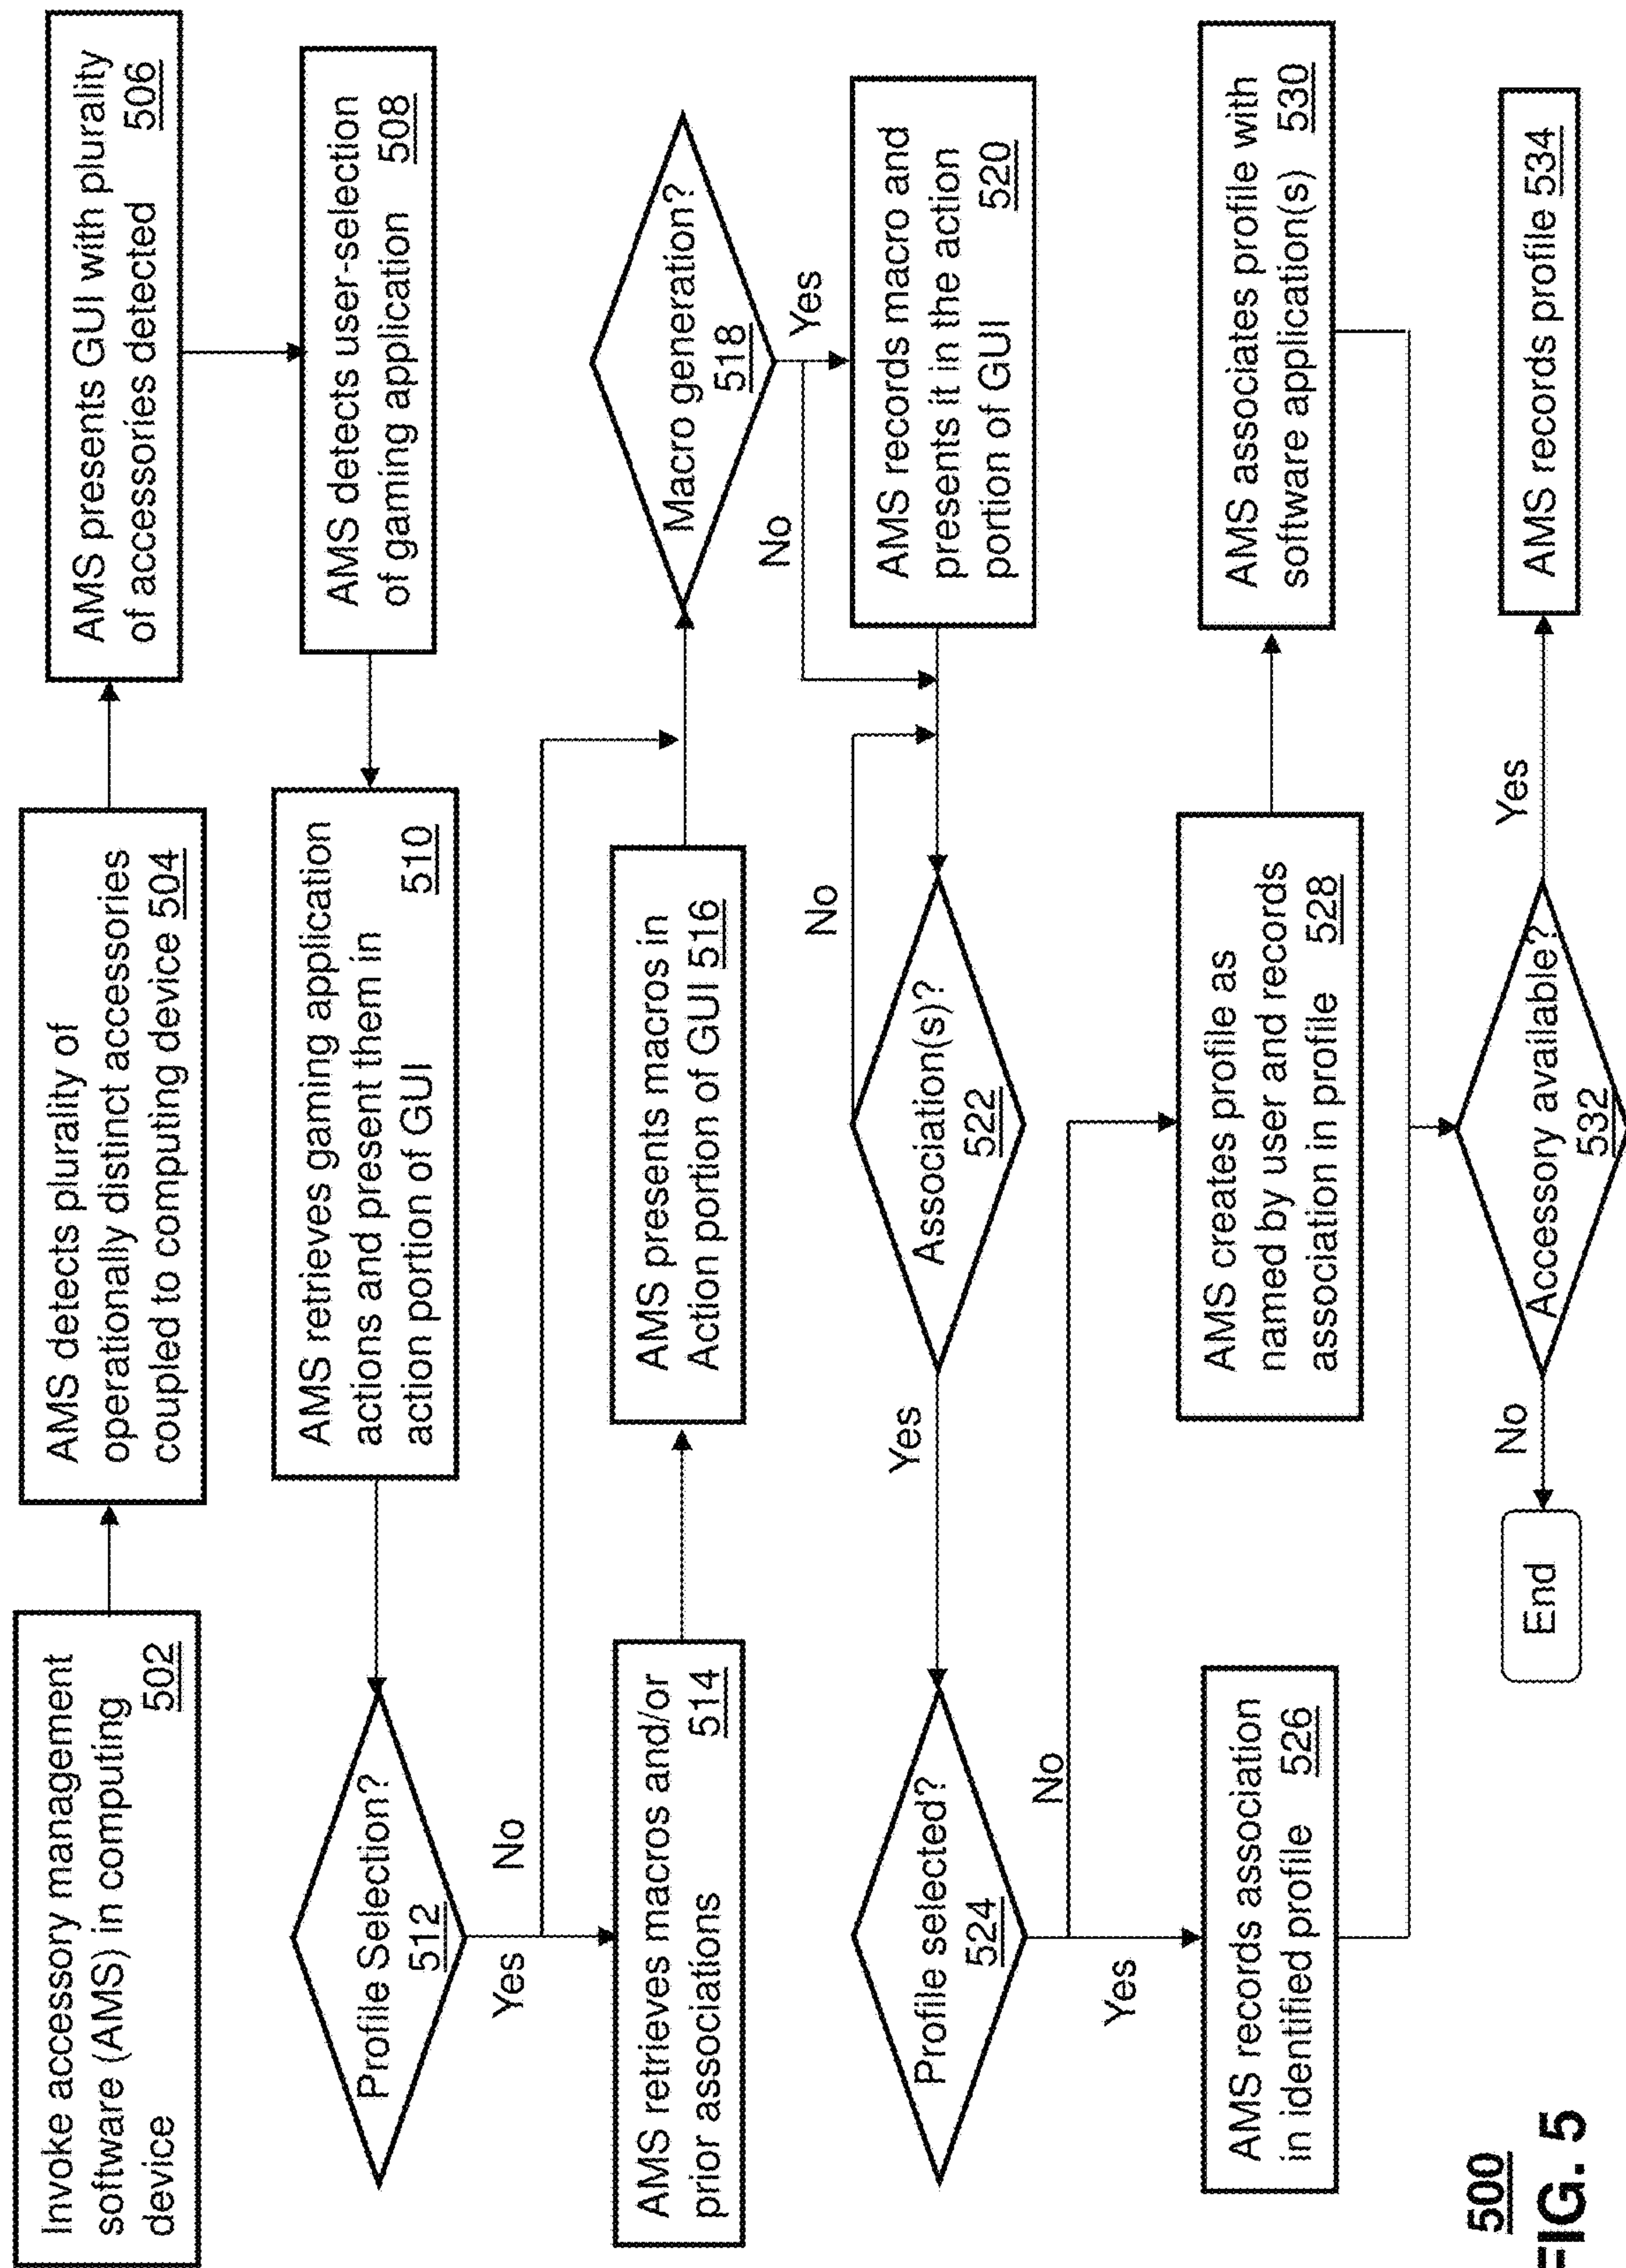 Invoke accessory management
software (AMS) in computing
device 502
AMS detects plurality of
operationally distinct accessories
coupled to computing device 504
AMS presents GUI with plurality
of accessories detected 506
AMS detects user-selection
of gaming application 508
AMS retrieves gaming application
actions and present them in
action portion of GUI 510
Profile Selection?
512
No
Yes
AMS retrieves macros and/or
prior associations 514
AMS presents macros in
Action portion of GUI 516
Macro generation?
518
No
Yes
AMS records macro and
presents it in the action
portion of GUI 520
No
Association(s)?
522
Yes
Profile selected?
524
No
Yes
AMS records association
in identified profile 526
AMS creates profile as
named by user and records
association in profile 528
AMS associates profile with
software application(s) 530
Accessory available?
532
No
Yes
End
AMS records profile 534
500
FIG. 5